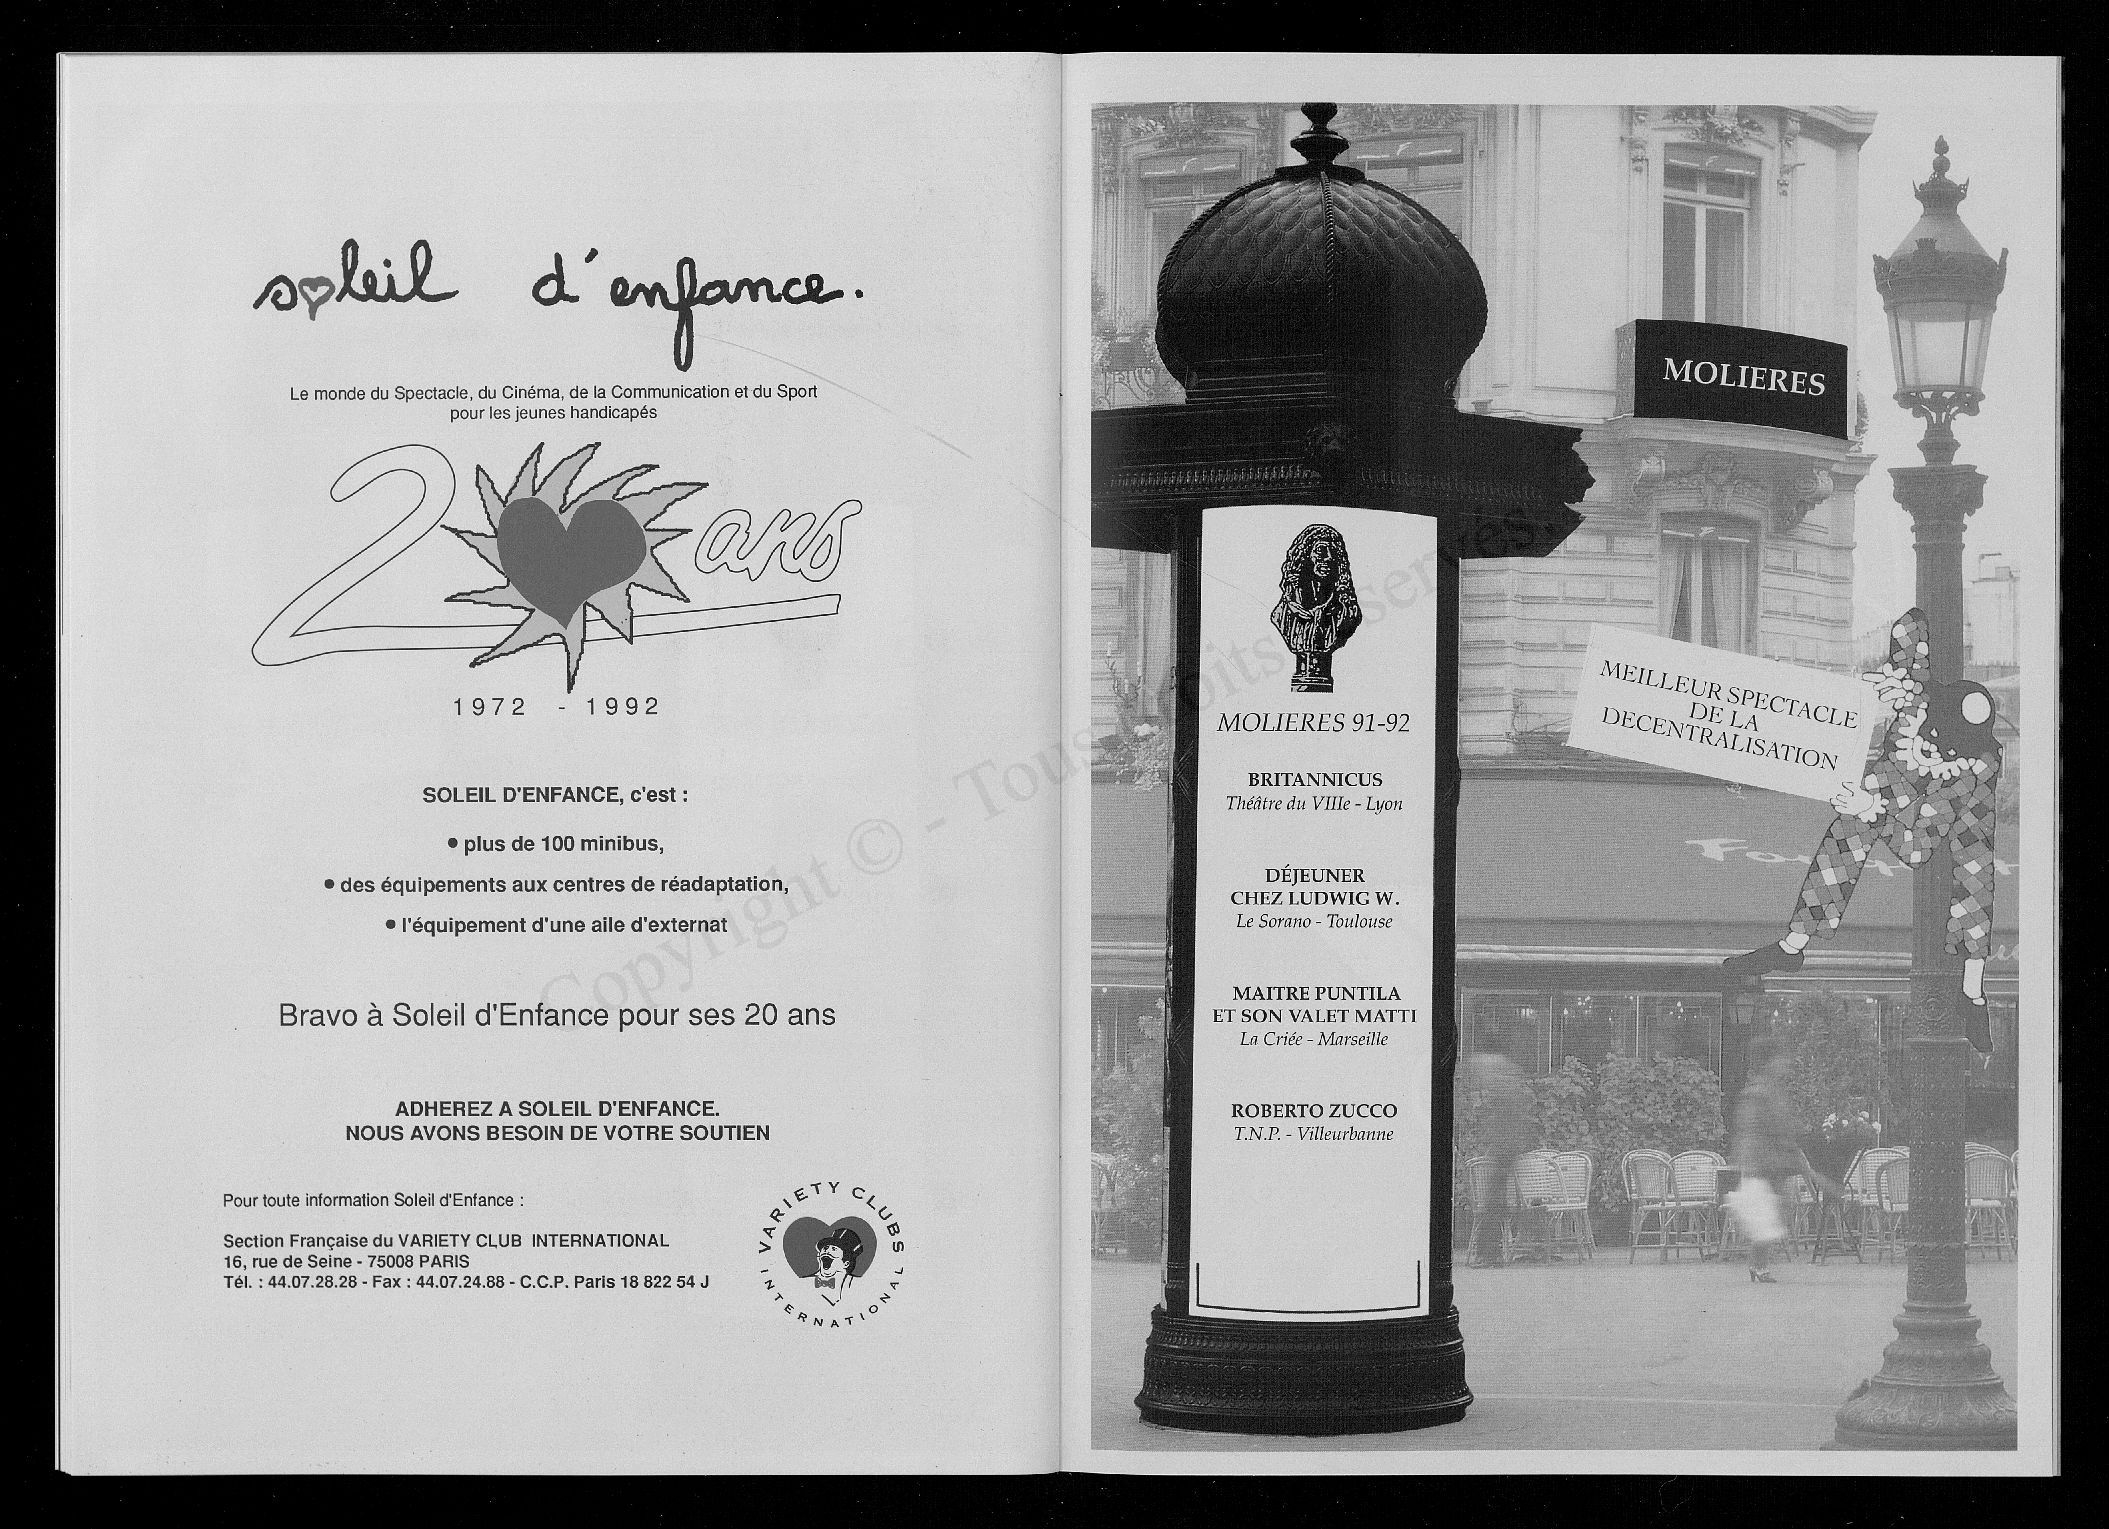 soleil d'enfance.
Le monde du Spectacle, du Cinéma, de la Communication et du Sport
pour les jeunes handicapés
20 ans
1972 - 1992
SOLEIL D'ENFANCE, c'est :
• plus de 100 minibus,
• des équipements aux centres de réadaptation,
• l'équipement d'une aile d'externat
Bravo à Soleil d'Enfance pour ses 20 ans
ADHEREZ A SOLEIL D'ENFANCE.
NOUS AVONS BESOIN DE VOTRE SOUTIEN
Pour toute information Soleil d'Enfance :
Section Française du VARIETY CLUB INTERNATIONAL
16, rue de Seine - 75008 PARIS
Tél. : 44.07.28.28 - Fax : 44.07.24.88 - C.C.P. Paris 18 822 54 J
VARIETY CLUBS INTERNATIONAL
Copyright © - Tous droits réservés
MOLIERES
MOLIERES 91-92
BRITANNICUS
Théâtre du VIIIe - Lyon
DÉJEUNER
CHEZ LUDWIG W.
Le Sorano - Toulouse
MAITRE PUNTILA
ET SON VALET MATTI
La Criée - Marseille
ROBERTO ZUCCO
T.N.P. - Villeurbanne
MEILLEUR SPECTACLE
DE LA
DECENTRALISATION